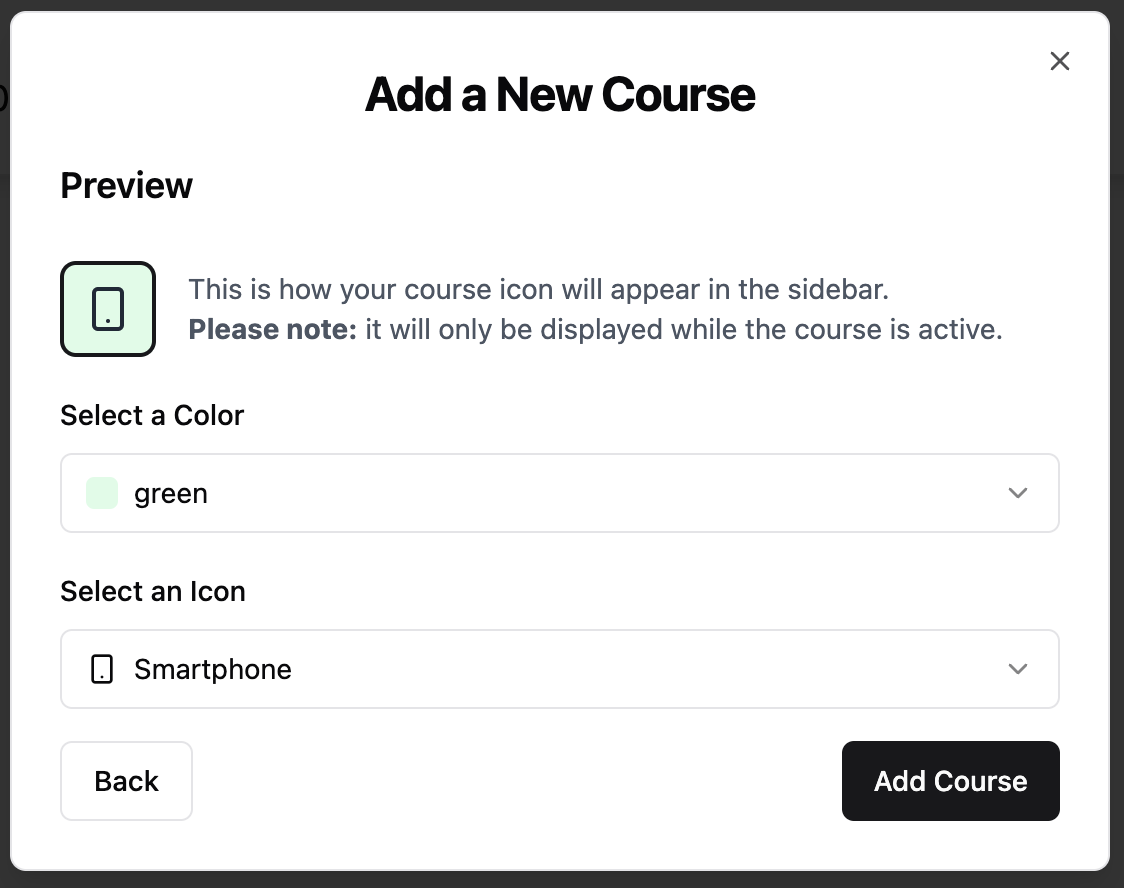 Add a New Course
Preview
This is how your course icon will appear in the sidebar.
Please note: it will only be displayed while the course is active.
Select a Color
green
Select an Icon
Smartphone
Back
Add Course